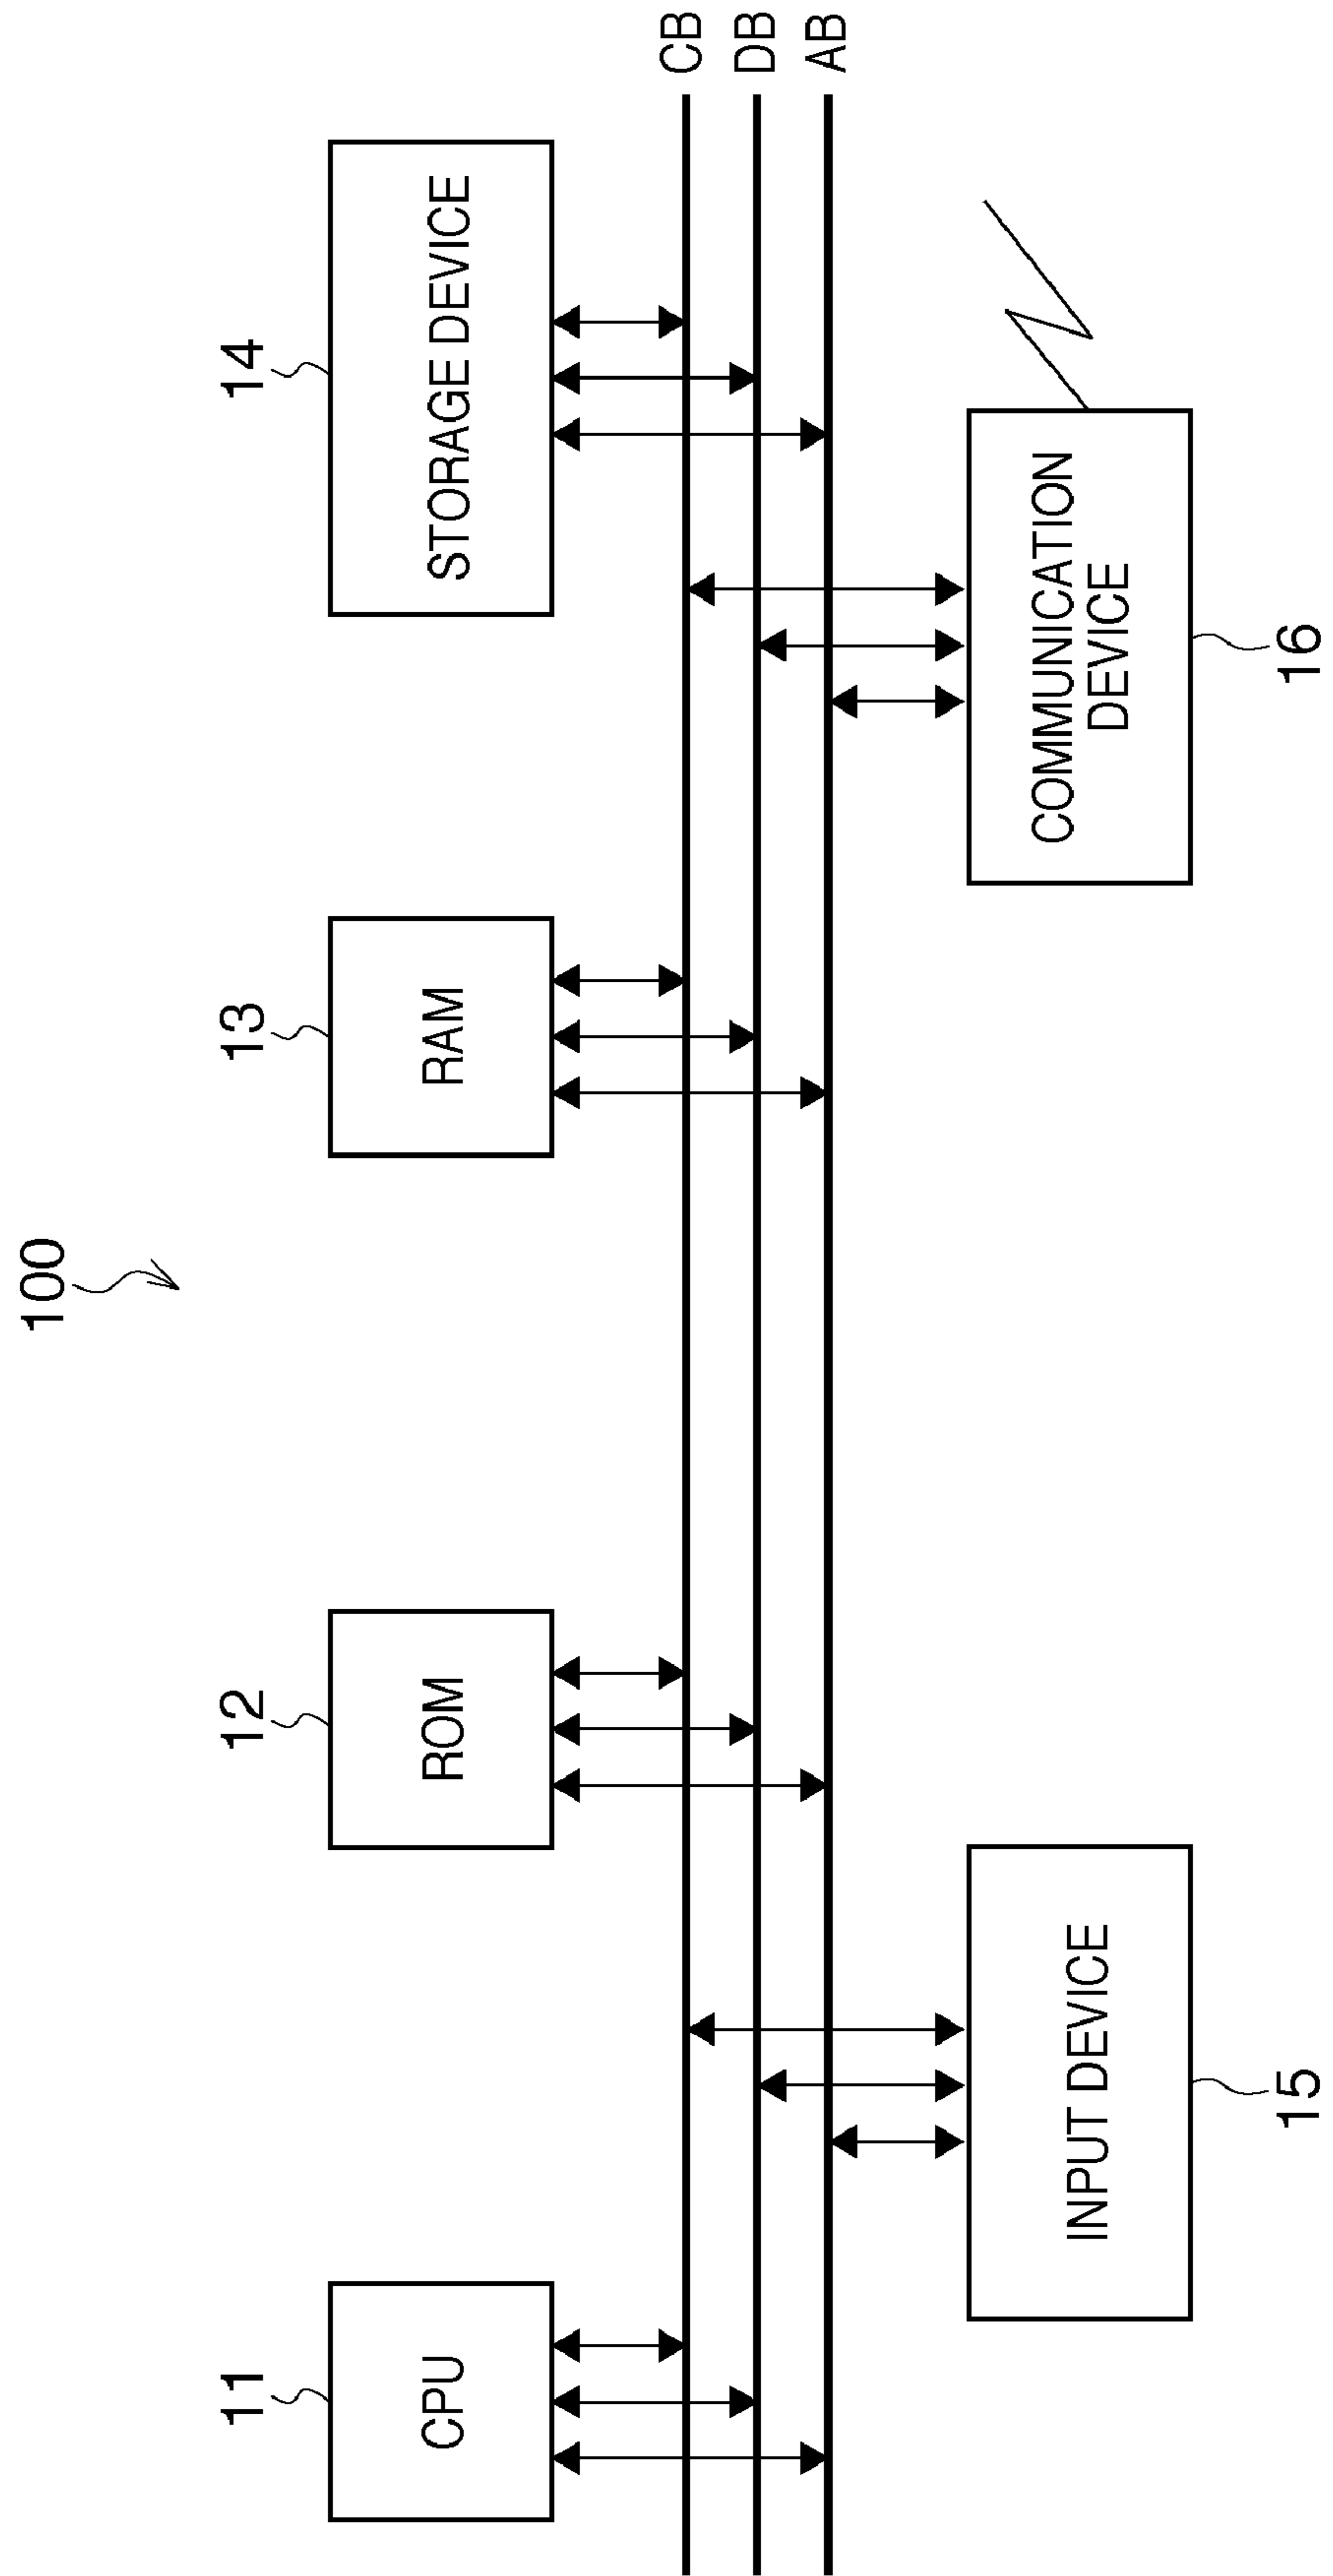 100
11
12
13
14
CPU
ROM
RAM
STORAGE DEVICE
CB
DB
AB
INPUT DEVICE
COMMUNICATION
DEVICE
15
16